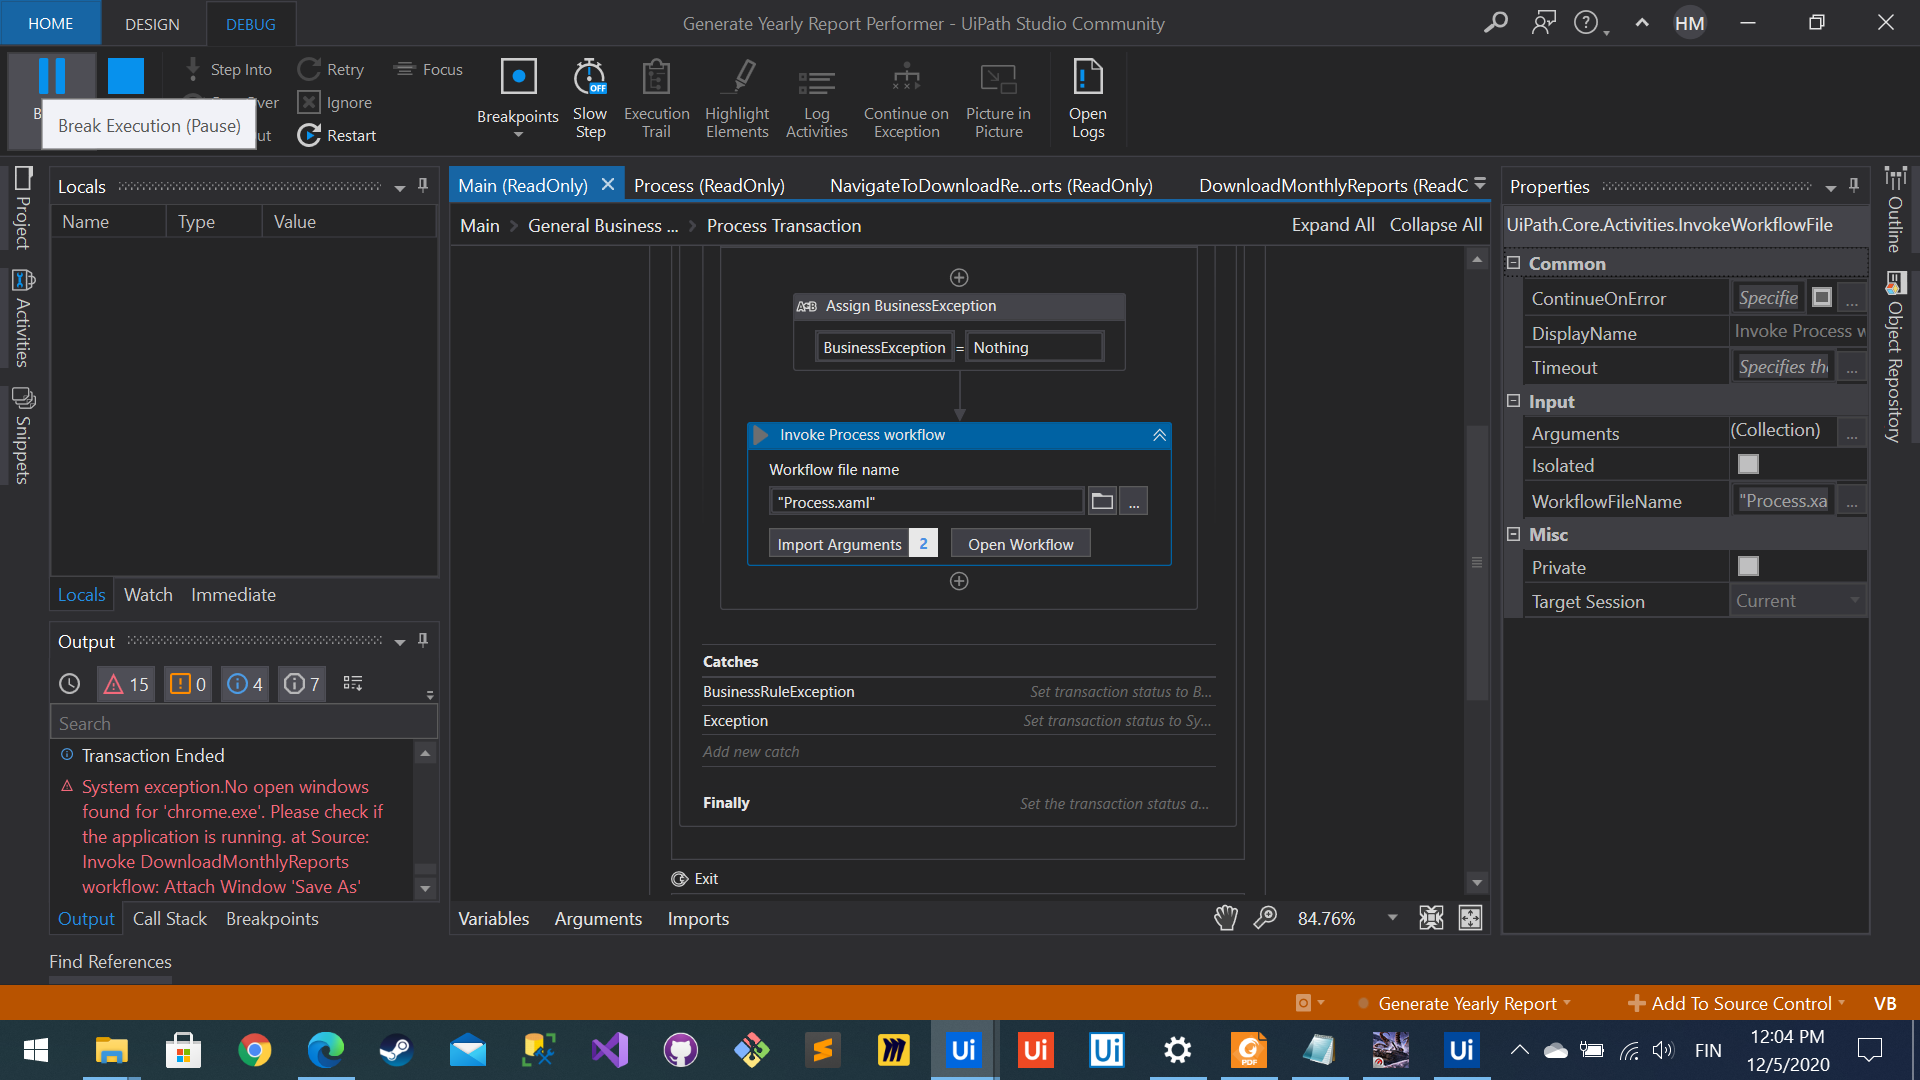 HOME
DESIGN
DEBUG
Generate Yearly Report Performer - UiPath Studio Community
HM
Step Into
Retry
Focus
Ignore
Break Execution (Pause)
Restart
Breakpoints
Slow Step
OFF
Execution Trail
Highlight Elements
Log Activities
Continue on Exception
Picture in Picture
Open Logs
Project
Activities
Snippets
Locals
Name
Type
Value
Locals
Watch
Immediate
Output
15
0
4
7
Search
Transaction Ended
System exception.No open windows
found for 'chrome.exe'. Please check if
the application is running. at Source:
Invoke DownloadMonthlyReports
workflow: Attach Window 'Save As'
Output
Call Stack
Breakpoints
Find References
Main (ReadOnly)
Process (ReadOnly)
NavigateToDownloadRe...orts (ReadOnly)
DownloadMonthlyReports (ReadC
Main
General Business ...
Process Transaction
Expand All
Collapse All
A=B Assign BusinessException
BusinessException = Nothing
Invoke Process workflow
Workflow file name
"Process.xaml"
...
Import Arguments 2
Open Workflow
Catches
BusinessRuleException
Set transaction status to B...
Exception
Set transaction status to Sy...
Add new catch
Finally
Set the transaction status a...
Exit
Variables
Arguments
Imports
84.76%
Properties
UiPath.Core.Activities.InvokeWorkflowFile
Common
ContinueOnError
Specifie
...
DisplayName
Invoke Process w
Timeout
Specifies the
...
Input
Arguments
(Collection)
...
Isolated
WorkflowFileName
"Process.xa
...
Misc
Private
Target Session
Current
Outline
Object Repository
Generate Yearly Report
Add To Source Control
VB
Ui
Ui
Ui
PDF
Ui
FIN
12:04 PM
12/5/2020